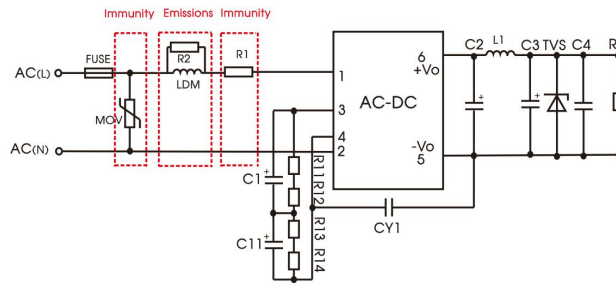 Immunity Emissions Immunity
FUSE
R2
R1
LDM
AC(L)
MOV
AC(N)
1
3
4
2
AC-DC
6
+Vo
-Vo
5
C2
L1
C3
TVS
C4
R
+
+
C1
+
C11
+
R11
R12
R13
R14
CY1